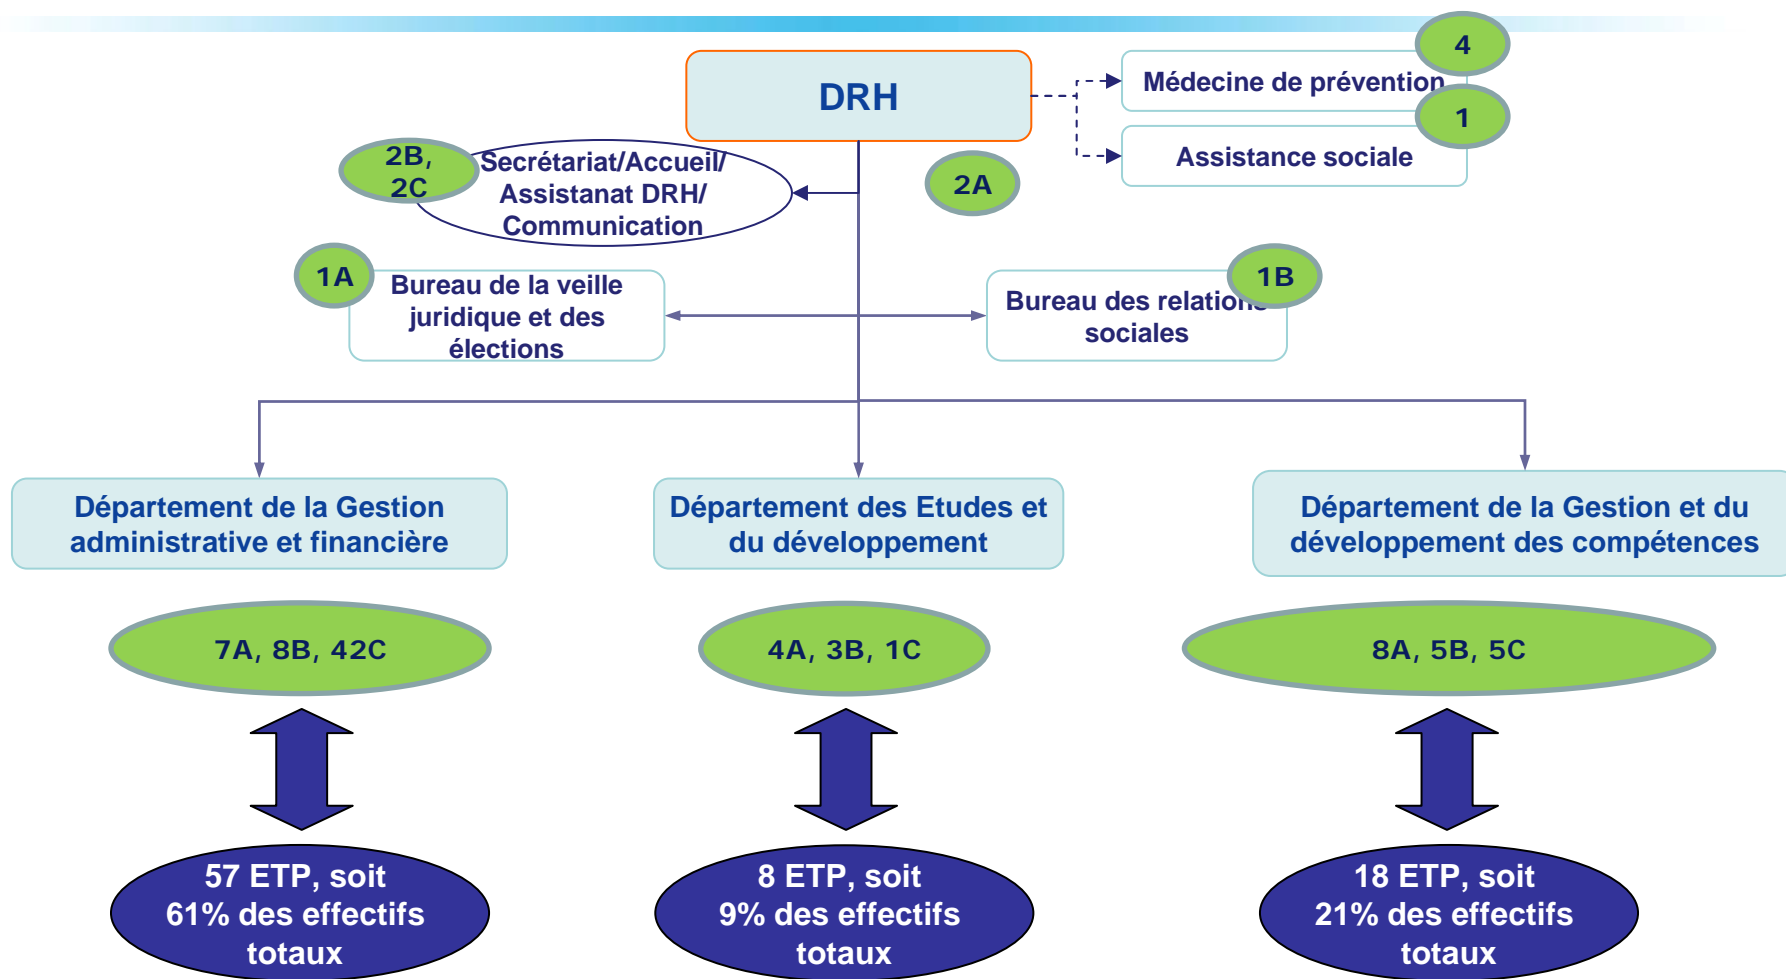 4
DRH
Médecine de prévention
1
Assistance sociale
2B,
2C
Secrétariat/Accueil/
Assistanat DRH/
Communication
2A
1A
Bureau de la veille
juridique et des
élections
1B
Bureau des relations
sociales
Département de la Gestion
administrative et financière
Département des Etudes et
du développement
Département de la Gestion et du
développement des compétences
7A, 8B, 42C
4A, 3B, 1C
8A, 5B, 5C
57 ETP, soit
61% des effectifs
totaux
8 ETP, soit
9% des effectifs
totaux
18 ETP, soit
21% des effectifs
totaux